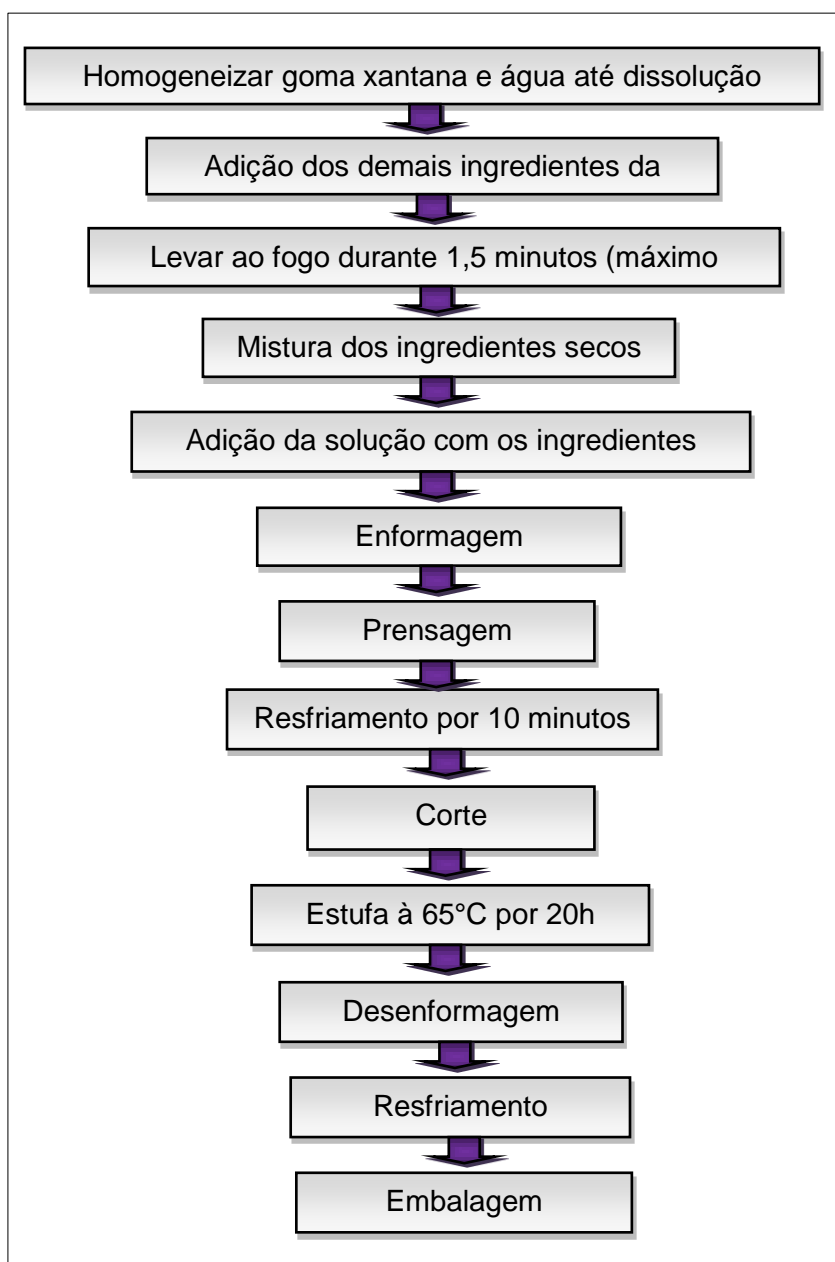 Homogeneizar goma xantana e água até dissolução
Adição dos demais ingredientes da
Levar ao fogo durante 1,5 minutos (máximo
Mistura dos ingredientes secos
Adição da solução com os ingredientes
Enformagem
Prensagem
Resfriamento por 10 minutos
Corte
Estufa à 65°C por 20h
Desenformagem
Resfriamento
Embalagem